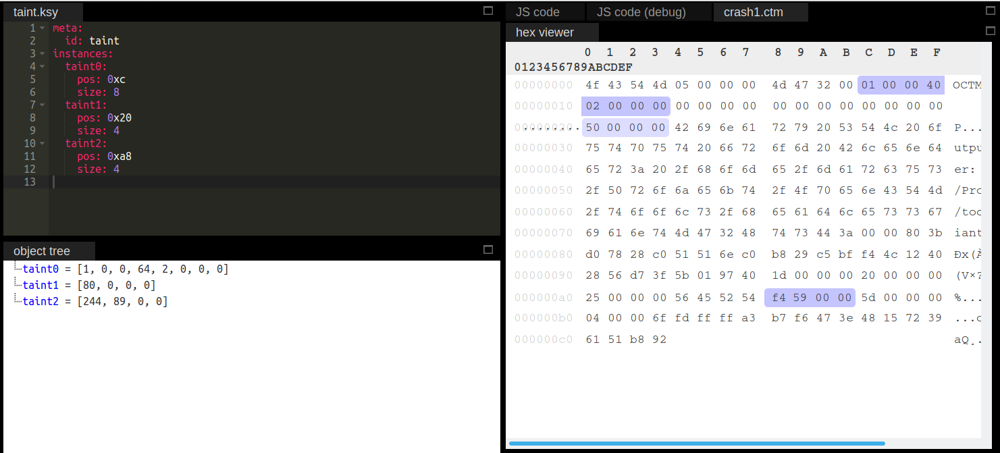 taint.ksy
1 meta:
2 id: taint
3 instances:
4 taint0:
5 pos: 0xc
6 size: 8
7 taint1:
8 pos: 0x20
9 size: 4
10 taint2:
11 pos: 0xa8
12 size: 4
13
object tree
taint0 = [1, 0, 0, 64, 2, 0, 0, 0]
taint1 = [80, 0, 0, 0]
taint2 = [244, 89, 0, 0]
JS code JS code (debug) crash1.ctm
hex viewer
0 1 2 3 4 5 6 7 8 9 A B C D E F
0123456789ABCDEF
00000000 4f 43 54 4d 05 00 00 00 4d 47 32 00 01 00 00 40 OCTM
00000010 02 00 00 00 00 00 00 00 00 00 00 00 00 00 00 00
00000020 ......... 50 00 00 00 42 69 6e 61 72 79 20 53 54 4c 20 6f P...
00000030 75 74 70 75 74 20 66 72 6f 6d 20 42 6c 65 6e 64 utpu
00000040 65 72 3a 20 2f 68 6f 6d 65 2f 6d 61 72 63 75 73 er:
00000050 2f 50 72 6f 6a 65 6b 74 2f 4f 70 65 6e 43 54 4d /Pro
00000060 2f 74 6f 6f 6c 73 2f 68 65 61 64 6c 65 73 73 67 /too
00000070 69 61 6e 74 4d 47 32 48 74 73 44 3a 00 00 80 3b iant
00000080 d0 78 28 c0 51 51 6e c0 b8 29 c5 bf f4 4c 12 40 Ðx(À
00000090 28 56 d7 3f 5b 01 97 40 1d 00 00 00 20 00 00 00 (V×?
000000a0 25 00 00 00 56 45 52 54 f4 59 00 00 5d 00 00 00 %...
000000b0 04 00 00 6f fd ff ff a3 b7 f6 47 3e 48 15 72 39 ...o
000000c0 61 51 b8 92 aQ¸.